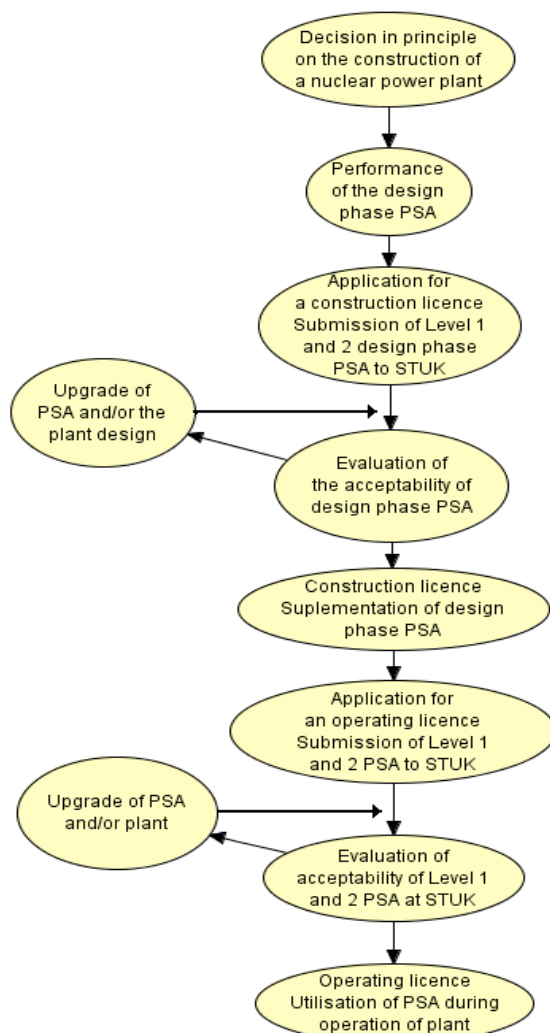 Decision in principle
on the construction of
a nuclear power plant
Performance
of the design
phase PSA
Application for
a construction licence
Submission of Level 1
and 2 design phase
PSA to STUK
Upgrade of
PSA and/or the
plant design
Evaluation of
the acceptability of
design phase PSA
Construction licence
Suplementation of design
phase PSA
Application for
an operating licence
Submission of Level 1
and 2 PSA to STUK
Upgrade of PSA
and/or plant
Evaluation of
acceptability of Level 1
and 2 PSA at STUK
Operating licence
Utilisation of PSA during
operation of plant